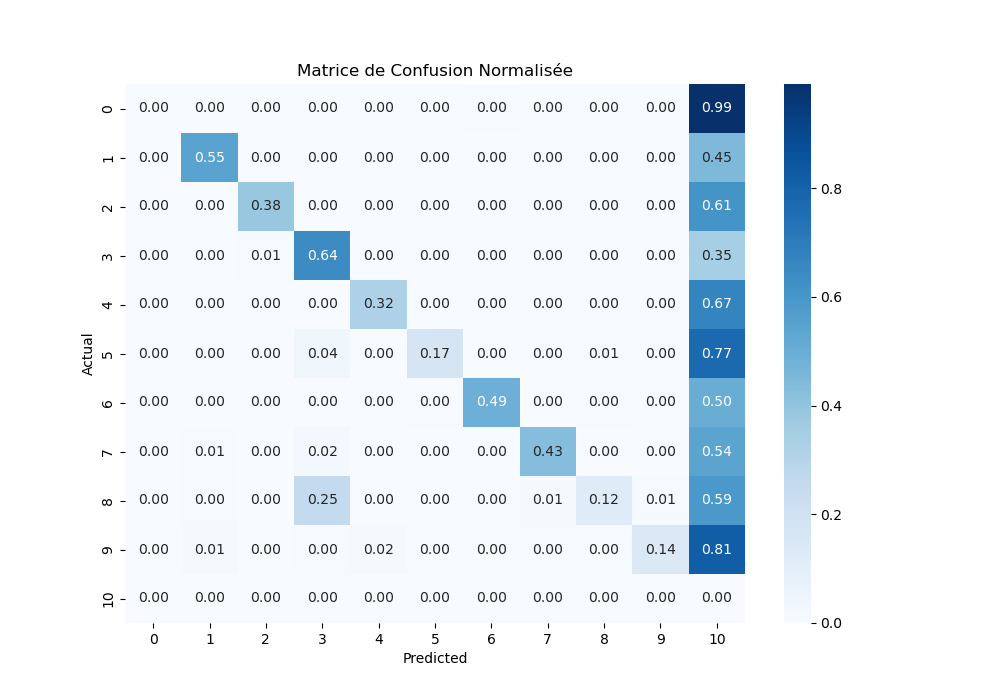 Matrice de Confusion Normalisée
0 0.00 0.00 0.00 0.00 0.00 0.00 0.00 0.00 0.00 0.00 0.99
1 0.00 0.55 0.00 0.00 0.00 0.00 0.00 0.00 0.00 0.00 0.45
2 0.00 0.00 0.38 0.00 0.00 0.00 0.00 0.00 0.00 0.00 0.61
3 0.00 0.00 0.01 0.64 0.00 0.00 0.00 0.00 0.00 0.00 0.35
4 0.00 0.00 0.00 0.00 0.32 0.00 0.00 0.00 0.00 0.00 0.67
5 0.00 0.00 0.00 0.04 0.00 0.17 0.00 0.00 0.01 0.00 0.77
6 0.00 0.00 0.00 0.00 0.00 0.00 0.49 0.00 0.00 0.00 0.50
7 0.00 0.01 0.00 0.02 0.00 0.00 0.00 0.43 0.00 0.00 0.54
8 0.00 0.00 0.00 0.25 0.00 0.00 0.00 0.01 0.12 0.01 0.59
9 0.00 0.01 0.00 0.00 0.02 0.00 0.00 0.00 0.00 0.14 0.81
10 0.00 0.00 0.00 0.00 0.00 0.00 0.00 0.00 0.00 0.00 0.00
0 1 2 3 4 5 6 7 8 9 10
Predicted
Actual
0.8
0.6
0.4
0.2
0.0